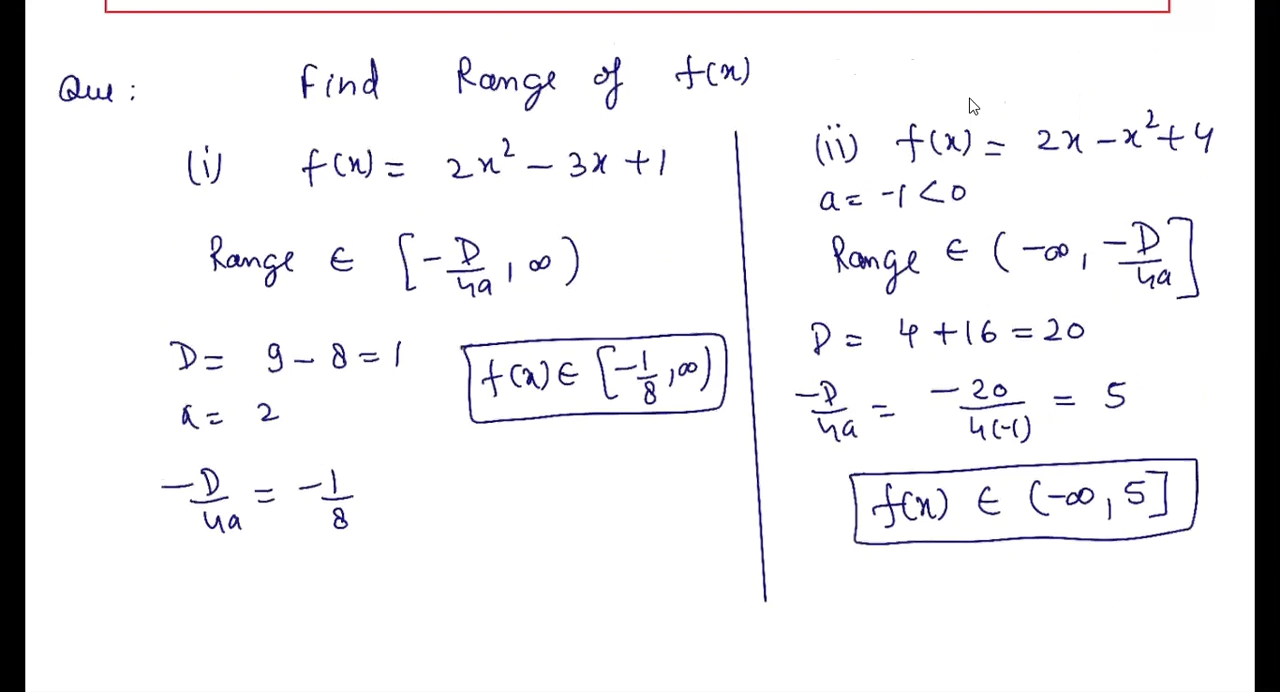 Que : Find Range of f(x)
(i) f(x) = 2x² - 3x + 1
Range ∈ [-D/4a, ∞)
D = 9 - 8 = 1
a = 2
-D/4a = -1/8
f(x) ∈ [-1/8, ∞)
(ii) f(x) = 2x - x² + 4
a = -1 < 0
Range ∈ (-∞, -D/4a]
D = 4 + 16 = 20
-D/4a = -20/4(-1) = 5
f(x) ∈ (-∞, 5]